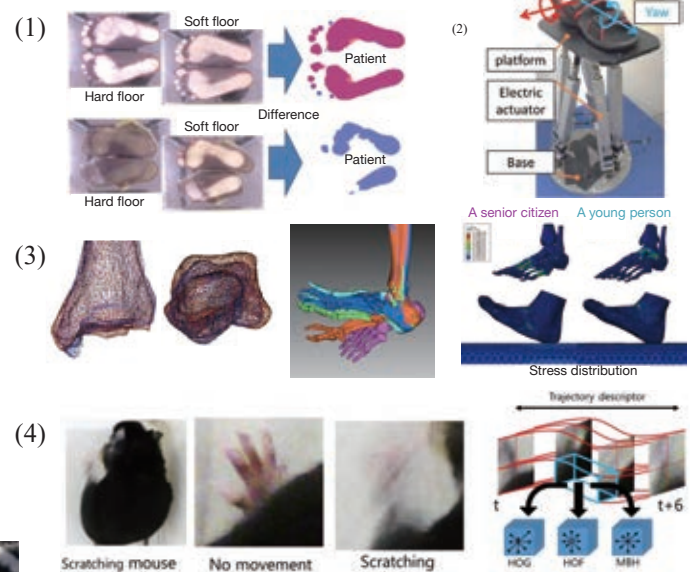 (1)
Soft floor
Patient
Hard floor
Difference
Soft floor
Patient
Hard floor
(2)
Yaw
platform
Electric
actuator
Base
(3)
A senior citizen
A young person
Stress distribution
(4)
Scratching mouse
No movement
Scratching
Trajectory descriptor
t
t+6
HOG
HOF
MBH